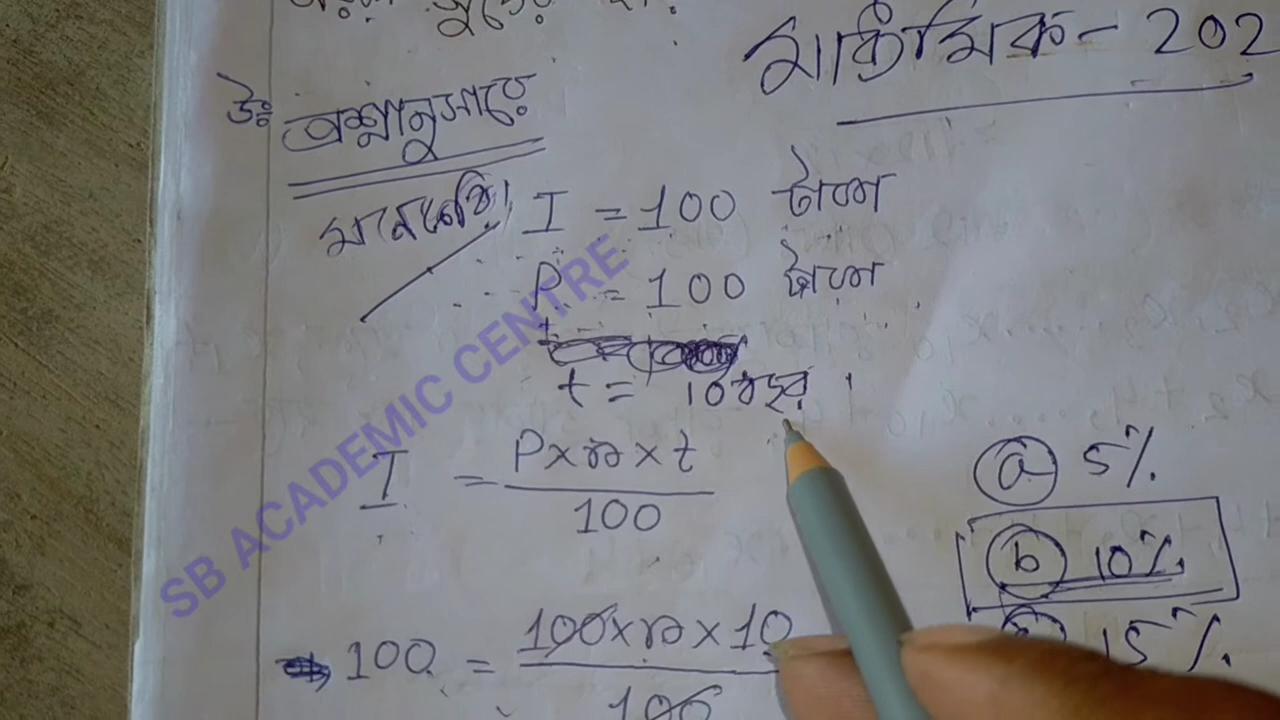 মাধ্যমিক - 202
উঃ প্রশ্নানুসারে
মনেকরি, I = 100 টাকা
P = 100 টাকা
t = 10 বছর ।
I = P×r×t / 100
(a) 5%
(b) 10%
100 = 100×r×10 / 100
15%
SB ACADEMIC CENTRE